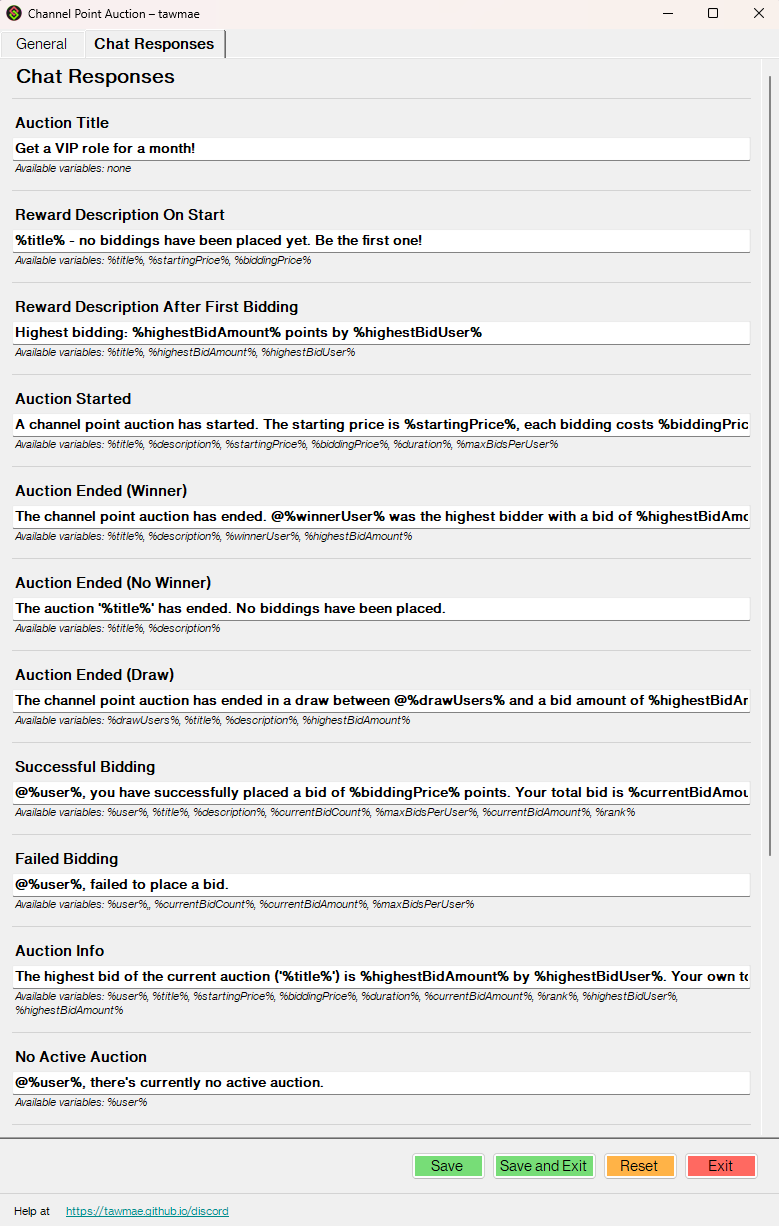 Channel Point Auction – tawmae
General
Chat Responses
Chat Responses
Auction Title
Get a VIP role for a month!
Available variables: none
Reward Description On Start
%title% - no biddings have been placed yet. Be the first one!
Available variables: %title%, %startingPrice%, %biddingPrice%
Reward Description After First Bidding
Highest bidding: %highestBidAmount% points by %highestBidUser%
Available variables: %title%, %highestBidAmount%, %highestBidUser%
Auction Started
A channel point auction has started. The starting price is %startingPrice%, each bidding costs %biddingPric
Available variables: %title%, %description%, %startingPrice%, %biddingPrice%, %duration%, %maxBidsPerUser%
Auction Ended (Winner)
The channel point auction has ended. @%winnerUser% was the highest bidder with a bid of %highestBidAmo
Available variables: %title%, %description%, %winnerUser%, %highestBidAmount%
Auction Ended (No Winner)
The auction '%title%' has ended. No biddings have been placed.
Available variables: %title%, %description%
Auction Ended (Draw)
The channel point auction has ended in a draw between @%drawUsers% and a bid amount of %highestBidAm
Available variables: %drawUsers%, %title%, %description%, %highestBidAmount%
Successful Bidding
@%user%, you have successfully placed a bid of %biddingPrice% points. Your total bid is %currentBidAmou
Available variables: %user%, %title%, %description%, %currentBidCount%, %maxBidsPerUser%, %currentBidAmount%, %rank%
Failed Bidding
@%user%, failed to place a bid.
Available variables: %user%,, %currentBidCount%, %currentBidAmount%, %maxBidsPerUser%
Auction Info
The highest bid of the current auction ('%title%') is %highestBidAmount% by %highestBidUser%. Your own to
Available variables: %user%, %title%, %startingPrice%, %biddingPrice%, %duration%, %currentBidAmount%, %rank%, %highestBidUser%,
%highestBidAmount%
No Active Auction
@%user%, there's currently no active auction.
Available variables: %user%
Save
Save and Exit
Reset
Exit
Help at https://tawmae.github.io/discord